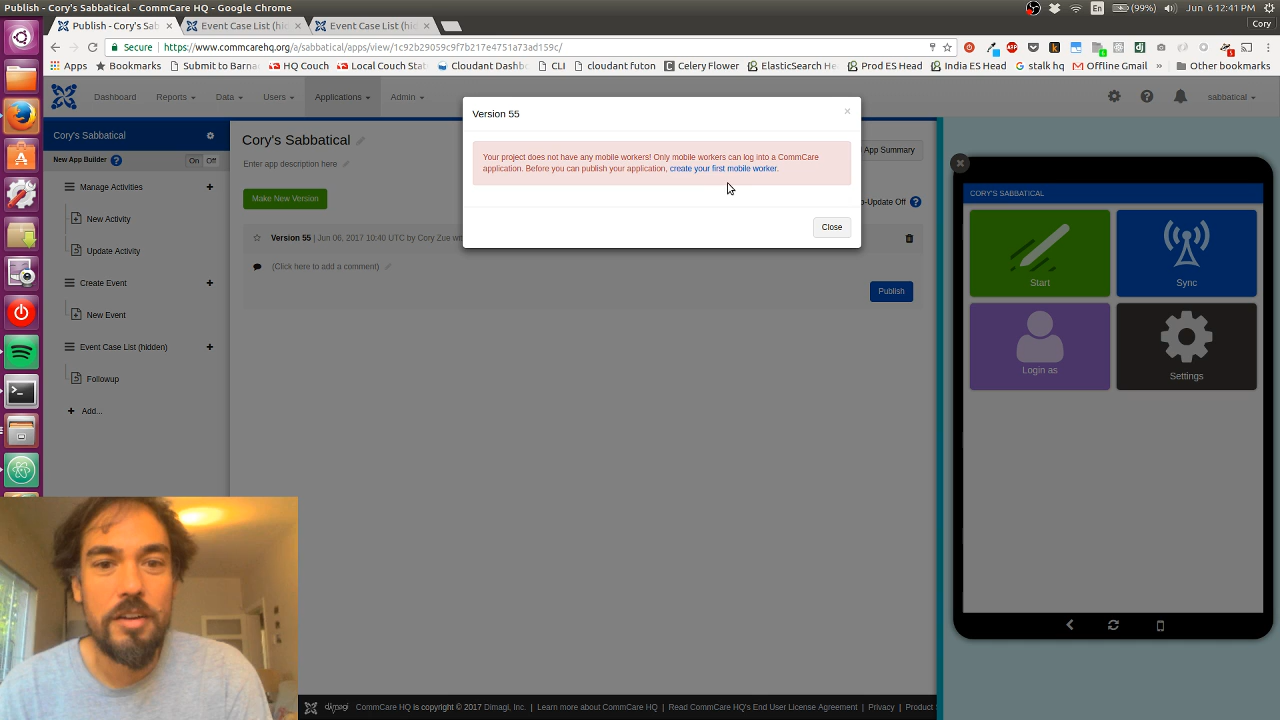 Publish - Cory's Sabbatical - CommCare HQ - Google Chrome
En (99%) Jun 6 12:41 PM
Publish - Cory's Sab × Event Case List (hid × Event Case List (hid × Cory
Secure https://www.commcarehq.org/a/sabbatical/apps/view/1c92b29059c9f7b217e4751a73ad159c/
Apps Bookmarks Submit to Barna HQ Couch Local Couch Stat Cloudant Dashb CLI cloudant futon Celery Flower ElasticSearch He Prod ES Head India ES Head stalk hq Offline Gmail » Other bookmarks
Dashboard Reports Data Users Applications Admin sabbatical
Cory's Sabbatical
New App Builder ? On Off
Manage Activities +
New Activity
Update Activity
Create Event +
New Event
Event Case List (hidden) +
Followup
+ Add...
Cory's Sabbatical
Enter app description here
App Summary
Make New Version
o-Update Off ?
Version 55 | Jun 06, 2017 10:40 UTC by Cory Zue wit
(Click here to add a comment)
Publish
Version 55 ×
Your project does not have any mobile workers! Only mobile workers can log into a CommCare
application. Before you can publish your application, create your first mobile worker.
Close
CORY'S SABBATICAL
Start Sync
Login as Settings
dimagi CommCare HQ is copyright © 2017 Dimagi, Inc. | Learn more about CommCare HQ | Read CommCare HQ's End User License Agreement | Privacy | Product